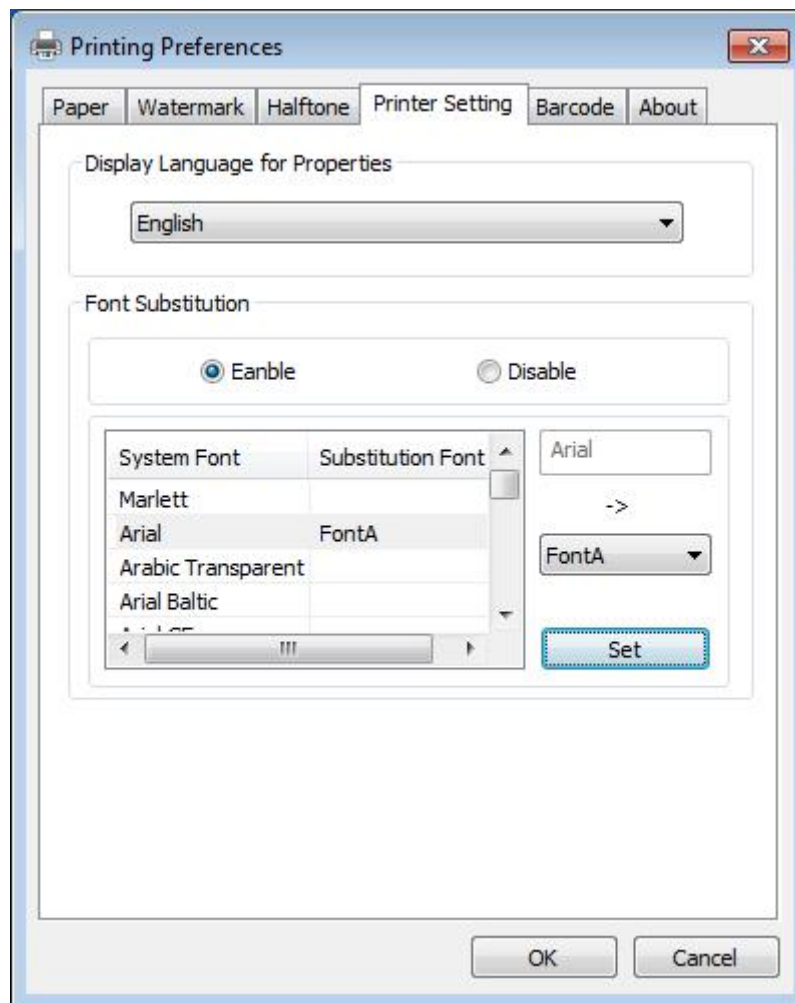 Printing Preferences
Paper Watermark Halftone Printer Setting Barcode About
Display Language for Properties
English
Font Substitution
Eanble Disable
System Font Substitution Font
Marlett
Arial FontA
Arabic Transparent
Arial Baltic
Arial
->
FontA
Set
OK Cancel